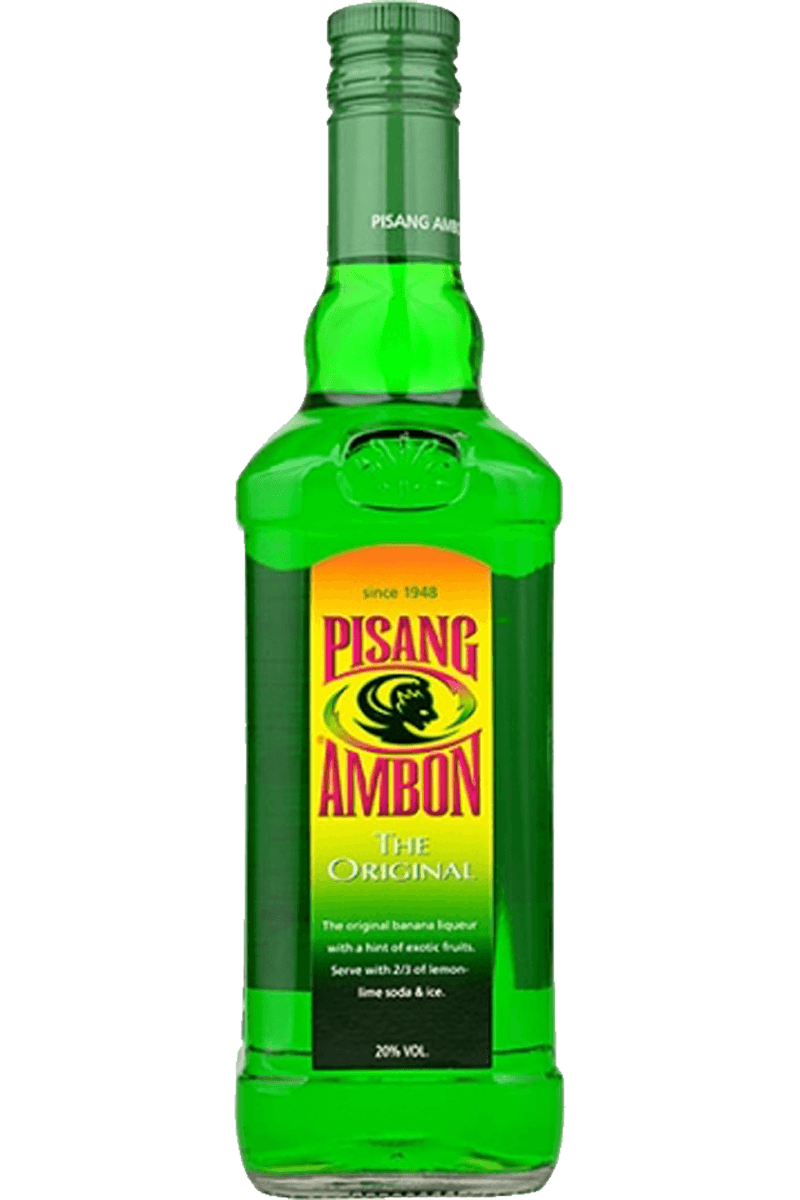 PISANG AMBO
since 1948
PISANG
®
AMBON
THE
ORIGINAL
The original banana liqueur
with a hint of exotic fruits.
Serve with 2/3 of lemon-
lime soda & ice.
20% VOL.